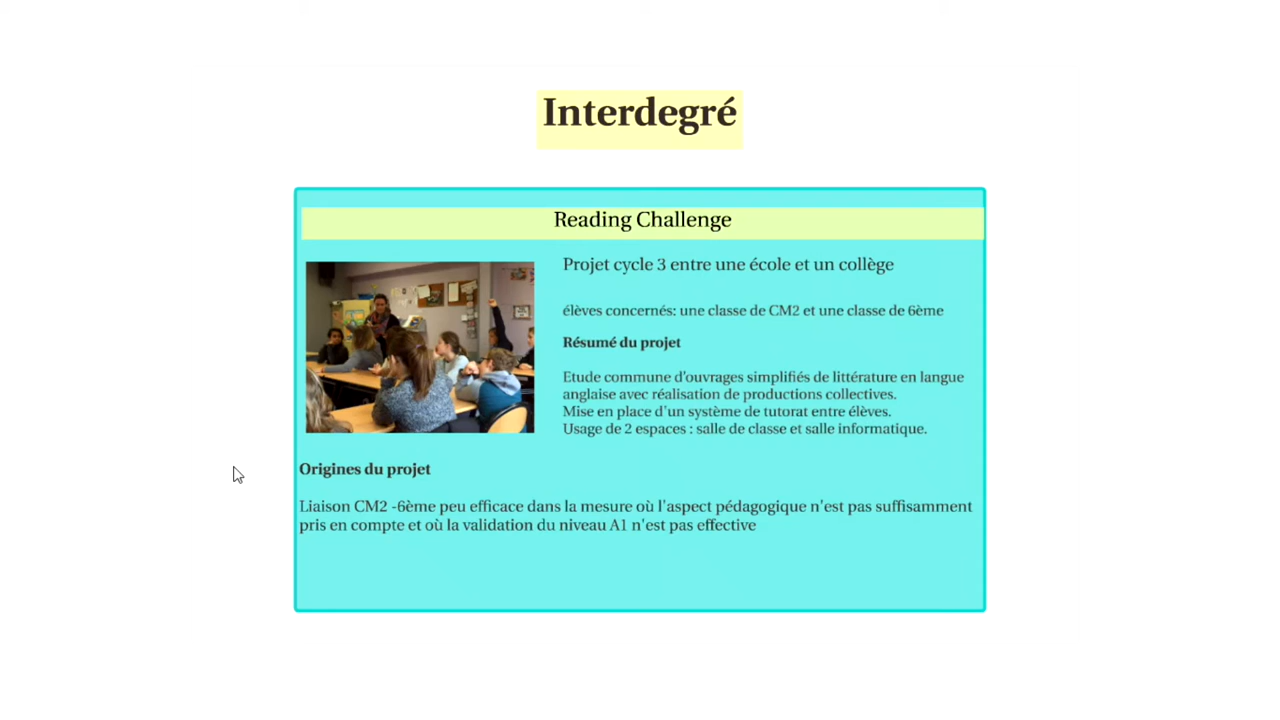 Interdegré
Reading Challenge
Projet cycle 3 entre une école et un collège
élèves concernés: une classe de CM2 et une classe de 6ème
Résumé du projet
Etude commune d'ouvrages simplifiés de littérature en langue
anglaise avec réalisation de productions collectives.
Mise en place d'un système de tutorat entre élèves.
Usage de 2 espaces : salle de classe et salle informatique.
Origines du projet
Liaison CM2 -6ème peu efficace dans la mesure où l'aspect pédagogique n'est pas suffisamment
pris en compte et où la validation du niveau A1 n'est pas effective